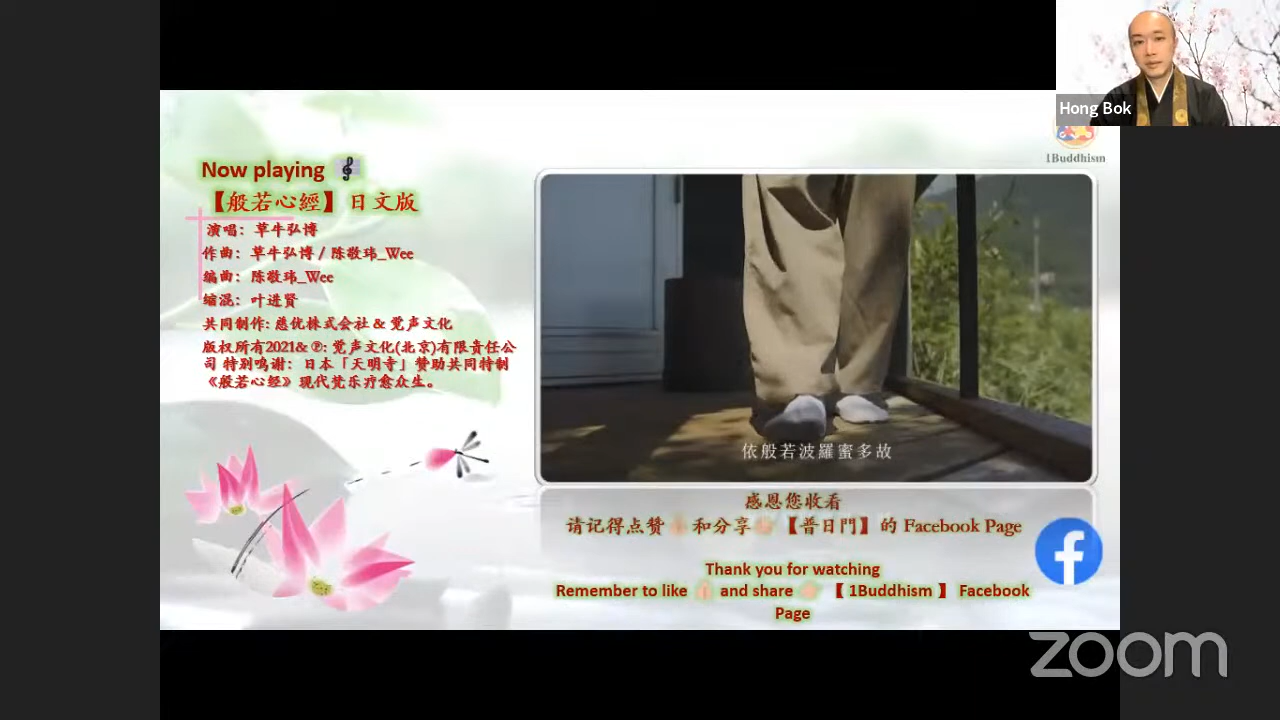 Hong Bok
1Buddhism
Now playing
【般若心經】日文版
演唱：草牛弘博
作曲：草牛弘博 / 陈敬玮_Wee
编曲：陈敬玮_Wee
缩混：叶进贤
共同制作: 慈优株式会社 & 觉声文化
版权所有2021& ℗: 觉声文化(北京)有限责任公
司 特别鸣谢：日本「天明寺」赞助共同特制
《般若心经》现代梵乐疗愈众生。
依般若波羅蜜多故
感恩您收看
请记得点赞 和分享 【普日門】的 Facebook Page
Thank you for watching
Remember to like and share 【 1Buddhism 】 Facebook
Page
zoom